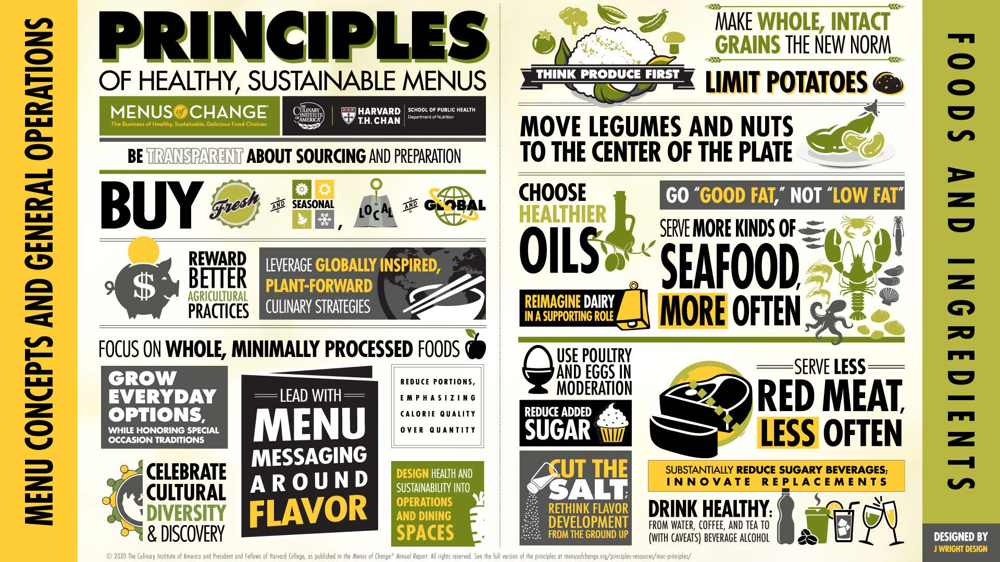 MENU CONCEPTS AND GENERAL OPERATIONS
PRINCIPLES
OF HEALTHY, SUSTAINABLE MENUS
MENUS of CHANGE®
The Business of Healthy, Sustainable, Delicious Food Choices
THE
CULINARY
INSTITUTE
OF AMERICA®
HARVARD
T.H. CHAN
SCHOOL OF PUBLIC HEALTH
Department of Nutrition
BE TRANSPARENT ABOUT SOURCING AND PREPARATION
BUY Fresh AND SEASONAL, LOCAL AND GLOBAL
$
REWARD
BETTER
AGRICULTURAL
PRACTICES
LEVERAGE GLOBALLY INSPIRED,
PLANT-FORWARD
CULINARY STRATEGIES
FOCUS ON WHOLE, MINIMALLY PROCESSED FOODS
GROW
EVERYDAY
OPTIONS,
WHILE HONORING SPECIAL
OCCASION TRADITIONS
LEAD WITH
MENU
MESSAGING
AROUND
FLAVOR
REDUCE PORTIONS,
EMPHASIZING
CALORIE QUALITY
OVER QUANTITY
CELEBRATE
CULTURAL
DIVERSITY
& DISCOVERY
DESIGN HEALTH AND
SUSTAINABILITY INTO
OPERATIONS
AND DINING
SPACES
THINK PRODUCE FIRST
MAKE WHOLE, INTACT
GRAINS THE NEW NORM
LIMIT POTATOES
MOVE LEGUMES AND NUTS
TO THE CENTER OF THE PLATE
CHOOSE
HEALTHIER
OILS
GO “GOOD FAT,” NOT “LOW FAT”
SERVE MORE KINDS OF
SEAFOOD,
MORE OFTEN
REIMAGINE DAIRY
IN A SUPPORTING ROLE
USE POULTRY
AND EGGS IN
MODERATION
SERVE LESS
RED MEAT,
LESS OFTEN
REDUCE ADDED
SUGAR
CUT THE
SALT;
RETHINK FLAVOR
DEVELOPMENT
FROM THE GROUND UP
SUBSTANTIALLY REDUCE SUGARY BEVERAGES;
INNOVATE REPLACEMENTS
DRINK HEALTHY:
FROM WATER, COFFEE, AND TEA TO
(WITH CAVEATS) BEVERAGE ALCOHOL
FOODS AND INGREDIENTS
DESIGNED BY
J WRIGHT DESIGN
© 2020 The Culinary Institute of America and President and Fellows of Harvard College, as published in the Menus of Change® Annual Report. All rights reserved. See the full version of the principles at menusofchange.org/principles-resources/moc-principles/